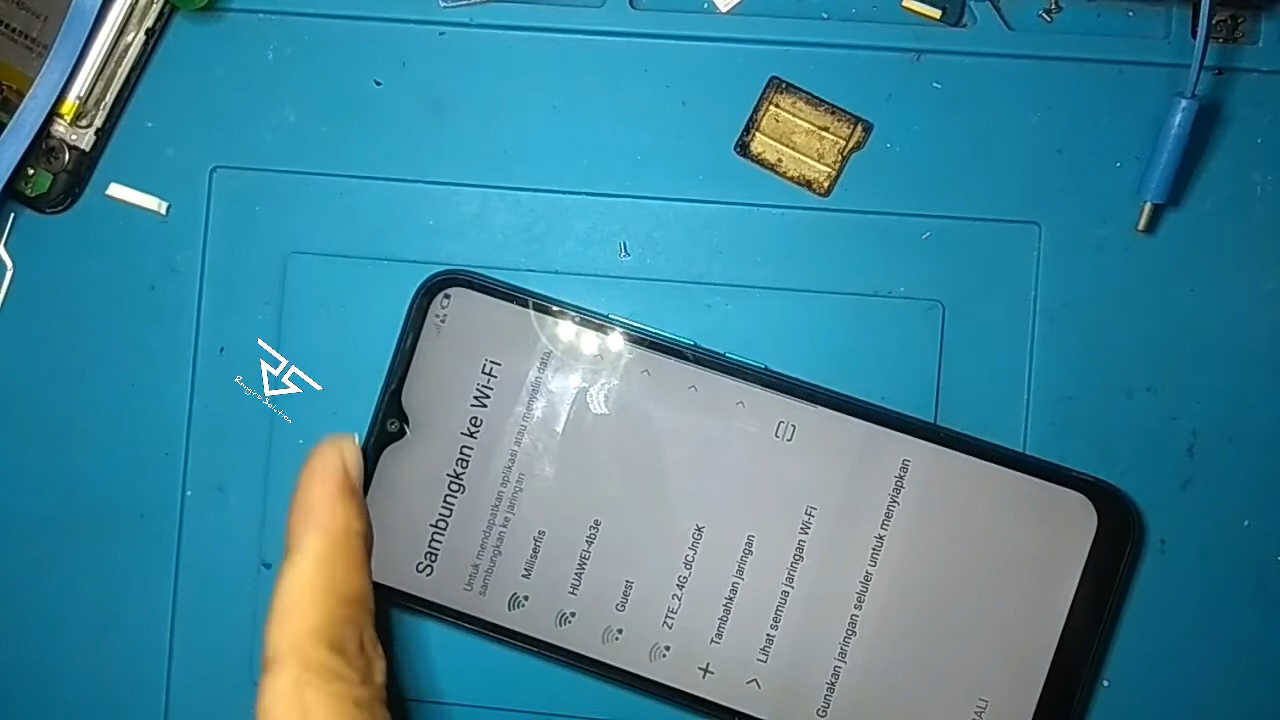 Sambungkan ke Wi-Fi
Untuk mendapatkan aplikasi atau menyalin data,
sambungkan ke jaringan
Miliserfis
HUAWEI-4b3e
Guest
ZTE_2.4G_dCJnGK
Tambahkan jaringan
Lihat semua jaringan Wi-Fi
Gunakan jaringan seluler untuk menyiapkan